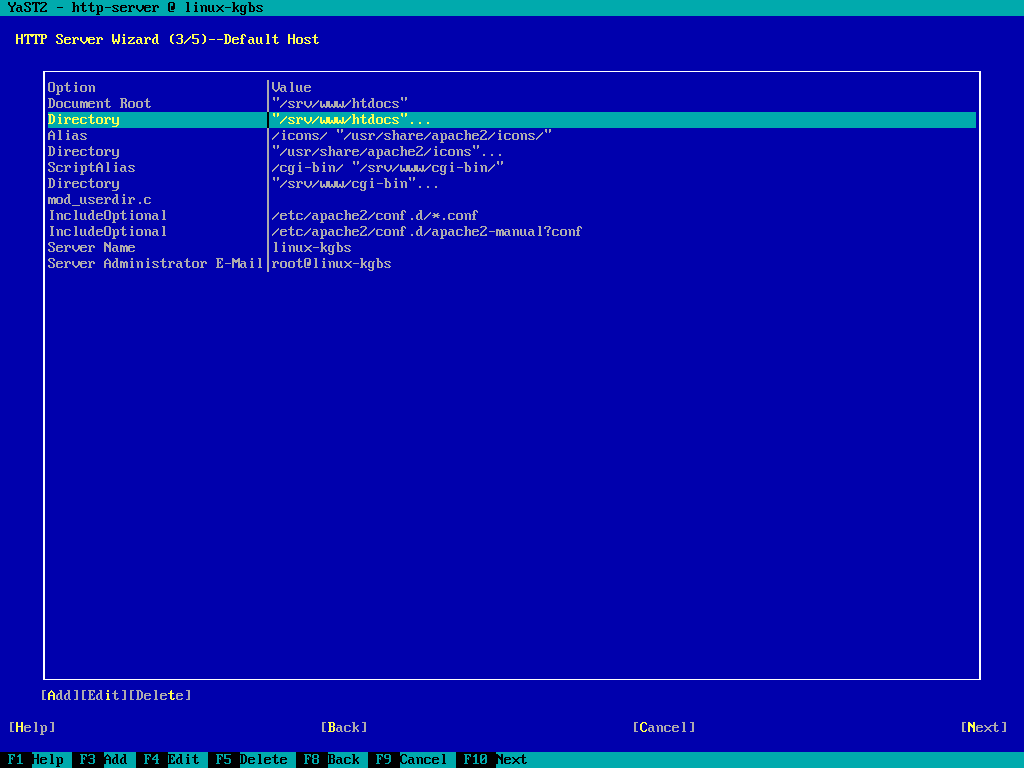 YaST2 - http-server @ linux-kgbs
HTTP Server Wizard (3/5)--Default Host
Option |Value
Document Root |"/srv/www/htdocs"
Directory |"/srv/www/htdocs"...
Alias |/icons/ "/usr/share/apache2/icons/"
Directory |"/usr/share/apache2/icons"...
ScriptAlias |/cgi-bin/ "/srv/www/cgi-bin/"
Directory |"/srv/www/cgi-bin"...
mod_userdir.c |
IncludeOptional |/etc/apache2/conf.d/*.conf
IncludeOptional |/etc/apache2/conf.d/apache2-manual?conf
Server Name |linux-kgbs
Server Administrator E-Mail|root@linux-kgbs
[Add][Edit][Delete]
[Help] [Back] [Cancel] [Next]
F1 Help F3 Add F4 Edit F5 Delete F8 Back F9 Cancel F10 Next